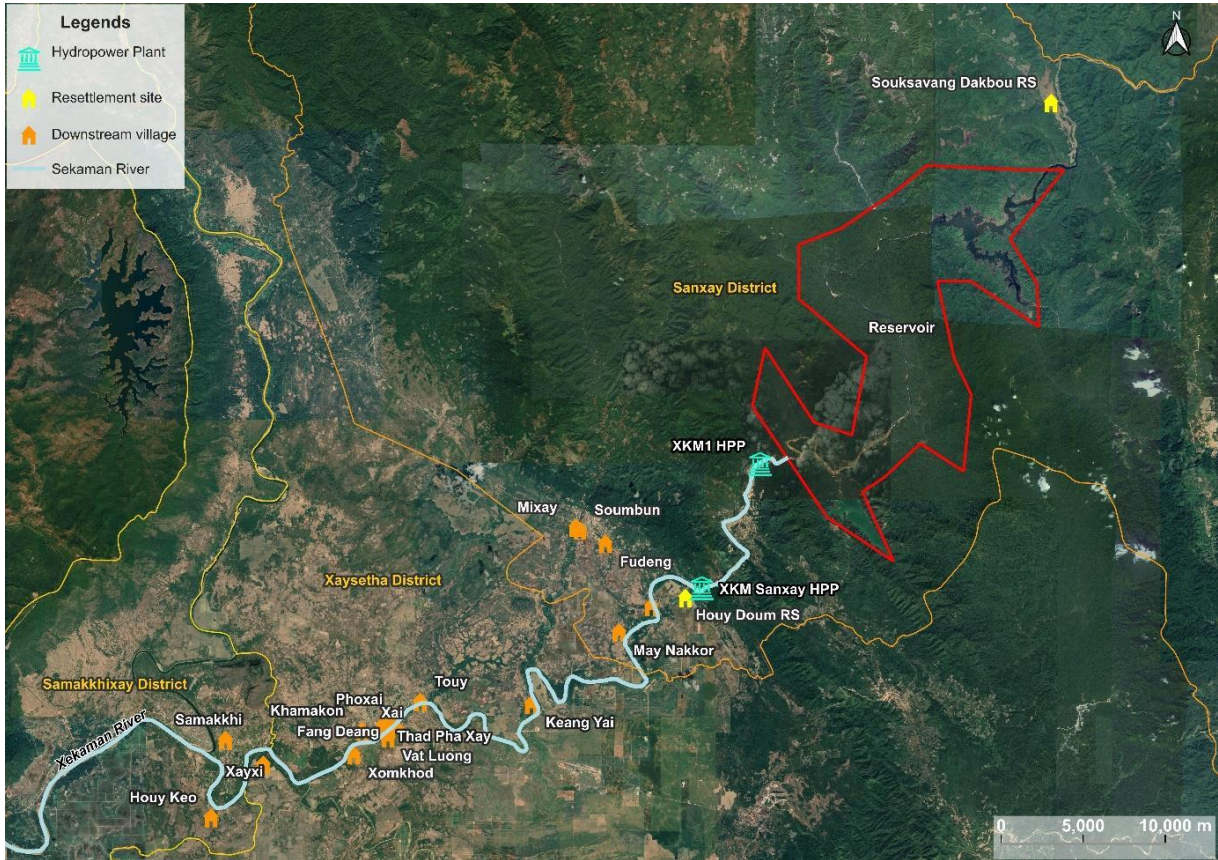 Legends
Hydropower Plant
Resettlement site
Downstream village
Sekaman River
N
Souksavang Dakbou RS
Sanxay District
Reservoir
XKM1 HPP
Mixay
Soumbun
Fudeng
Xaysetha District
XKM Sanxay HPP
Houy Doum RS
May Nakkor
Samakkhixay District
Touy
Phoxai
Keang Yai
Khamakon
Xai
Samakkhi
Xekaman River
Fang Deang
Thad Pha Xay
Vat Luong
Xayxi
Xomkhod
Houy Keo
0 5,000 10,000 m